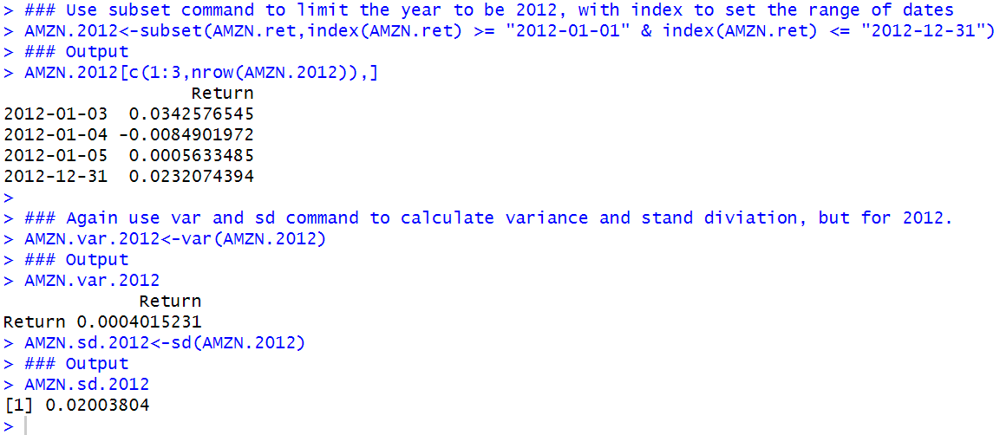 > ### Use subset command to limit the year to be 2012, with index to set the range of dates
> AMZN.2012<-subset(AMZN.ret,index(AMZN.ret) >= "2012-01-01" & index(AMZN.ret) <= "2012-12-31")
> ### Output
> AMZN.2012[c(1:3,nrow(AMZN.2012)),]
                  Return
2012-01-03  0.0342576545
2012-01-04 -0.0084901972
2012-01-05  0.0005633485
2012-12-31  0.0232074394
>
> ### Again use var and sd command to calculate variance and stand diviation, but for 2012.
> AMZN.var.2012<-var(AMZN.2012)
> ### Output
> AMZN.var.2012
             Return
Return 0.0004015231
> AMZN.sd.2012<-sd(AMZN.2012)
> ### Output
> AMZN.sd.2012
[1] 0.02003804
>